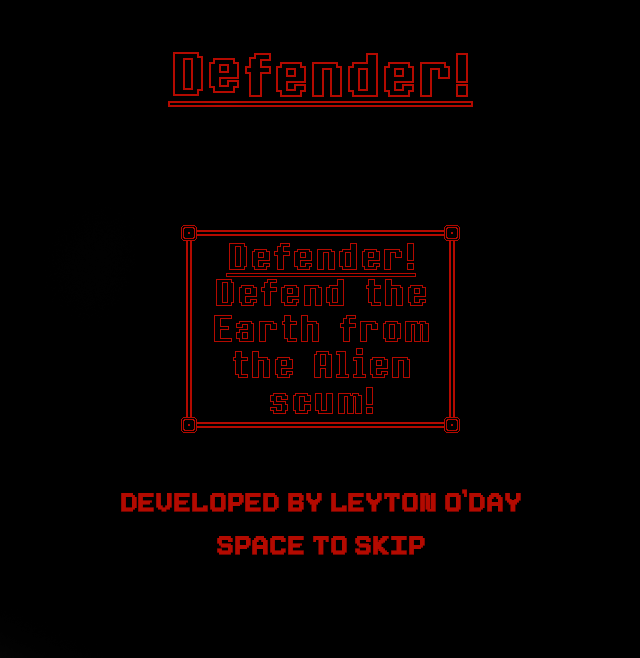 Defender!
Defender!
Defend the
Earth from
the Alien
scum!
DEVELOPED BY LEYTON O'DAY
SPACE TO SKIP